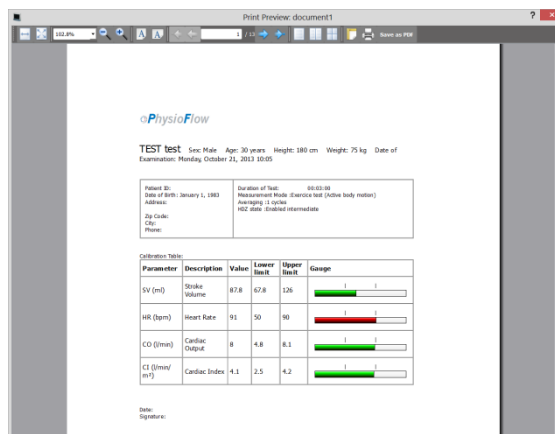 Print Preview: document1
?
102.0%
1 / 13
Save as PDF
PhysioFlow
TEST test Sex: Male Age: 30 years Height: 180 cm Weight: 75 kg Date of
Examination: Monday, October 21, 2013 10:05
Patient ID:
Date of Birth: January 1, 1983
Address:
Zip Code:
City:
Phone:
Duration of Test: 00:03:00
Measurement Mode :Exercice test (Active body motion)
Averaging :1 cycles
HDZ state :Enabled intermediate
Calibration Table:
Parameter Description Value Lower limit Upper limit Gauge
SV (ml) Stroke Volume 87.8 67.8 126
HR (bpm) Heart Rate 91 50 90
CO (l/min) Cardiac Output 8 4.8 8.1
CI (l/min/m²) Cardiac Index 4.1 2.5 4.2
Date:
Signature: